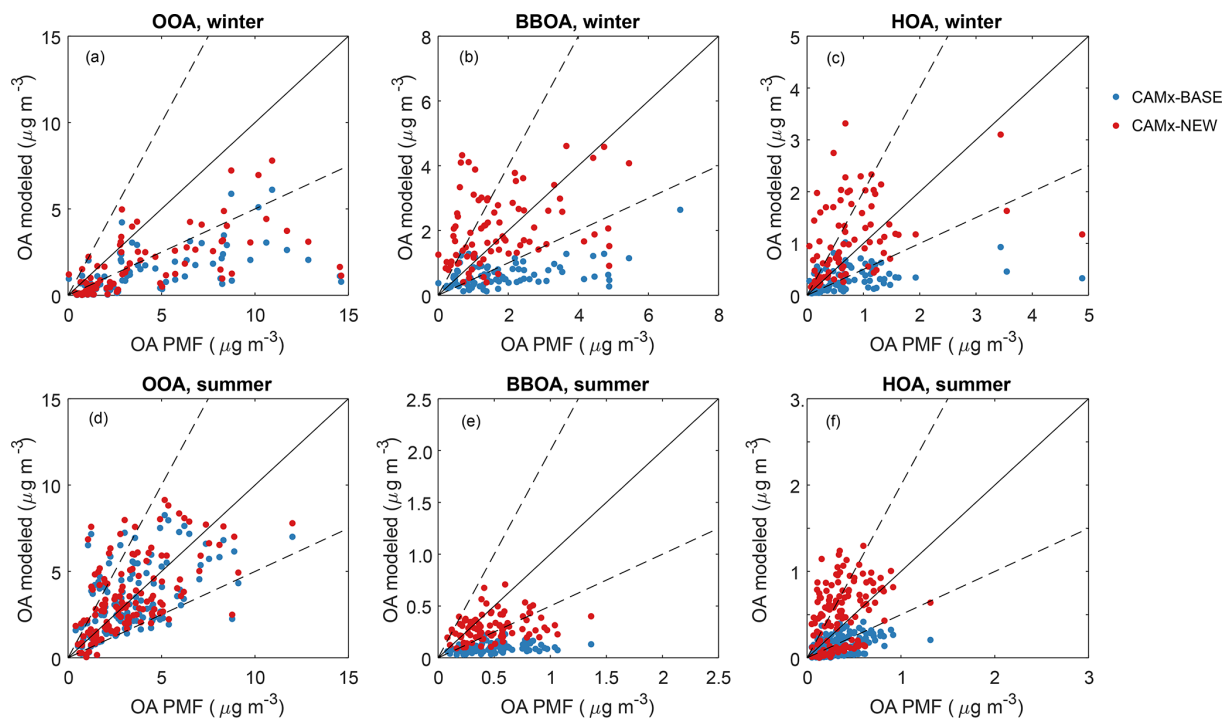 OOA, winter
BBOA, winter
HOA, winter
(a)
(b)
(c)
OA modeled (μg m⁻³)
OA modeled (μg m⁻³)
OA modeled (μg m⁻³)
15
10
5
0
8
6
4
2
0
5
4
3
2
1
0
0 5 10 15
0 2 4 6 8
0 1 2 3 4 5
OA PMF ( μg m⁻³)
OA PMF ( μg m⁻³)
OA PMF ( μg m⁻³)
CAMx-BASE
CAMx-NEW
OOA, summer
BBOA, summer
HOA, summer
(d)
(e)
(f)
OA modeled (μg m⁻³)
OA modeled (μg m⁻³)
OA modeled (μg m⁻³)
15
10
5
0
2.5
2.0
1.5
1.0
0.5
0
3.
2
1
0
0 5 10 15
0 0.5 1 1.5 2 2.5
0 1 2 3
OA PMF ( μg m⁻³)
OA PMF ( μg m⁻³)
OA PMF ( μg m⁻³)